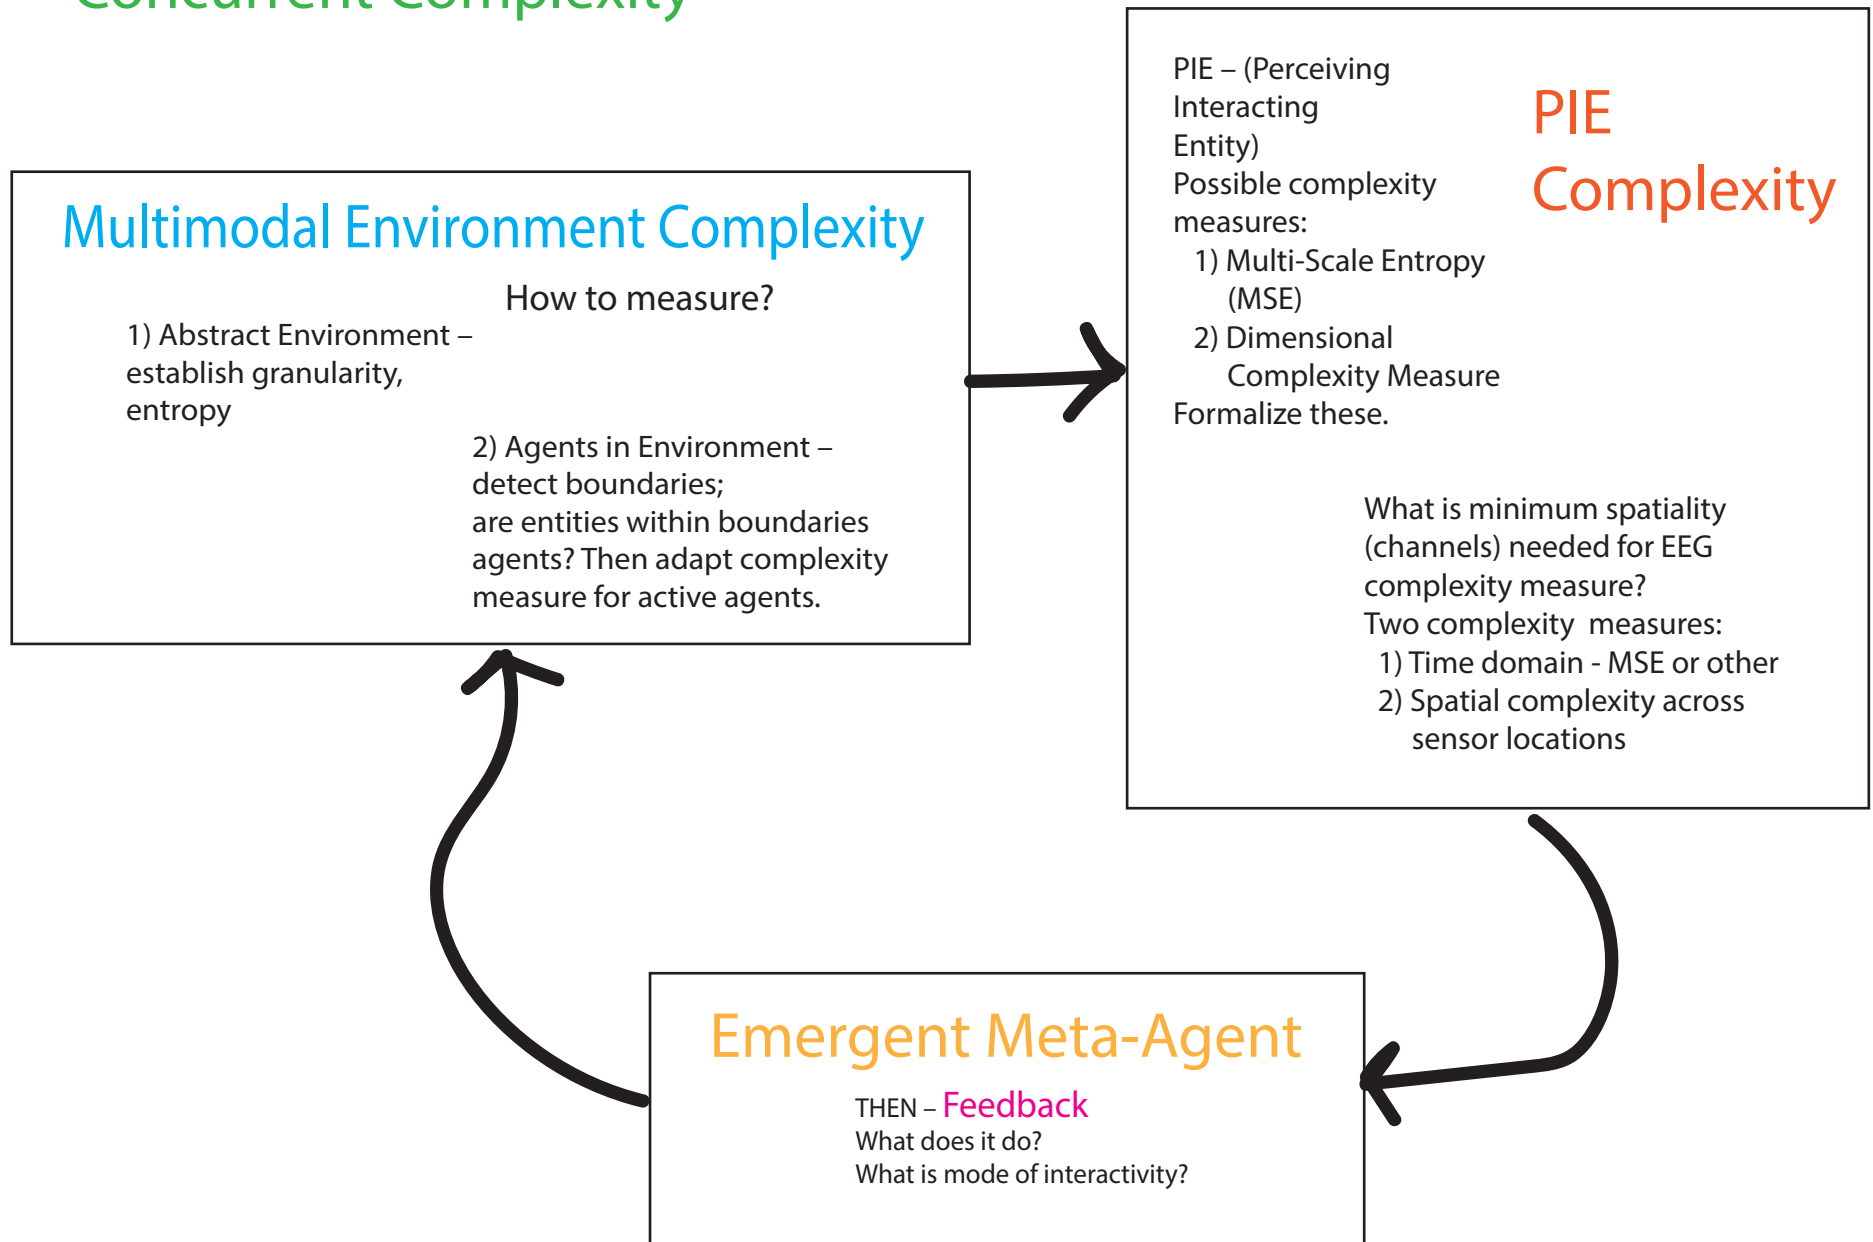 Concurrent Complexity
Multimodal Environment Complexity
How to measure?
1) Abstract Environment –
establish granularity,
entropy
2) Agents in Environment –
detect boundaries;
are entities within boundaries
agents? Then adapt complexity
measure for active agents.
PIE – (Perceiving
Interacting
Entity)
Possible complexity
measures:
1) Multi-Scale Entropy
(MSE)
2) Dimensional
Complexity Measure
Formalize these.
PIE
Complexity
What is minimum spatiality
(channels) needed for EEG
complexity measure?
Two complexity  measures:
1) Time domain - MSE or other
2) Spatial complexity across
sensor locations
Emergent Meta-Agent
THEN – Feedback
What does it do?
What is mode of interactivity?